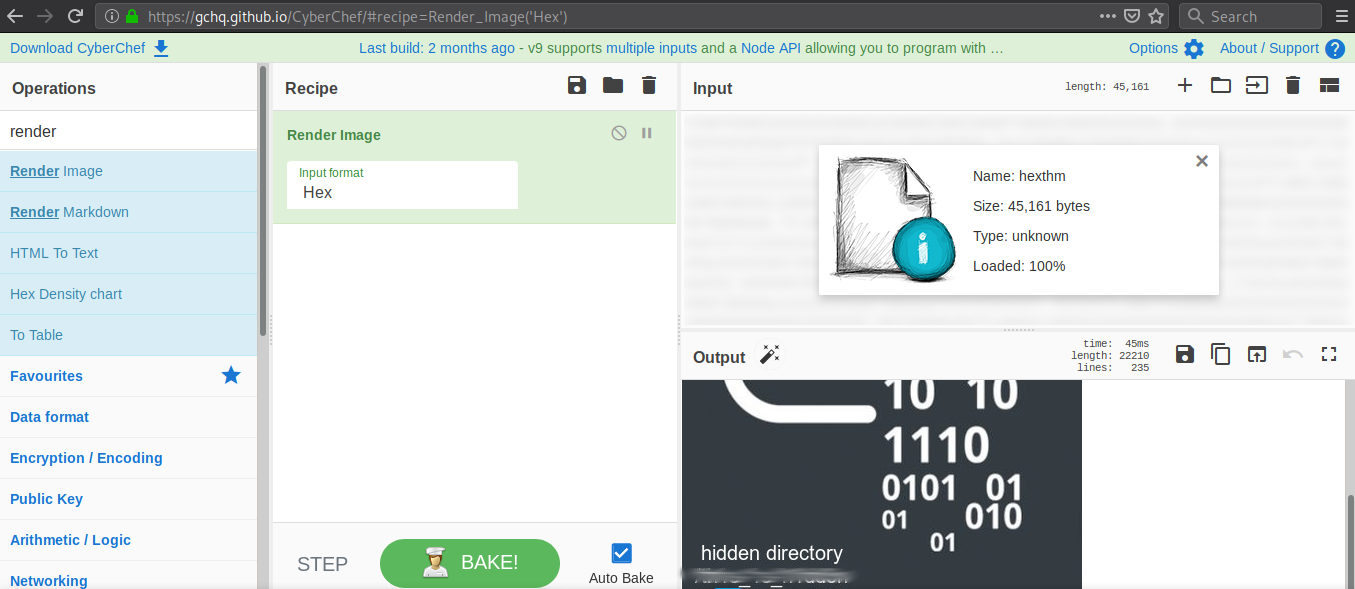 https://gchq.github.io/CyberChef/#recipe=Render_Image('Hex')
Search
Download CyberChef
Last build: 2 months ago - v9 supports multiple inputs and a Node API allowing you to program with …
Options
About / Support
Operations
render
Render Image
Render Markdown
HTML To Text
Hex Density chart
To Table
Favourites
Data format
Encryption / Encoding
Public Key
Arithmetic / Logic
Networking
Recipe
Render Image
Input format
Hex
STEP
BAKE!
Auto Bake
Input
length: 45,161
Name: hexthm
Size: 45,161 bytes
Type: unknown
Loaded: 100%
Output
time: 45ms
length: 22210
lines: 235
10 10
1110
0101 01
01 010
01
hidden directory